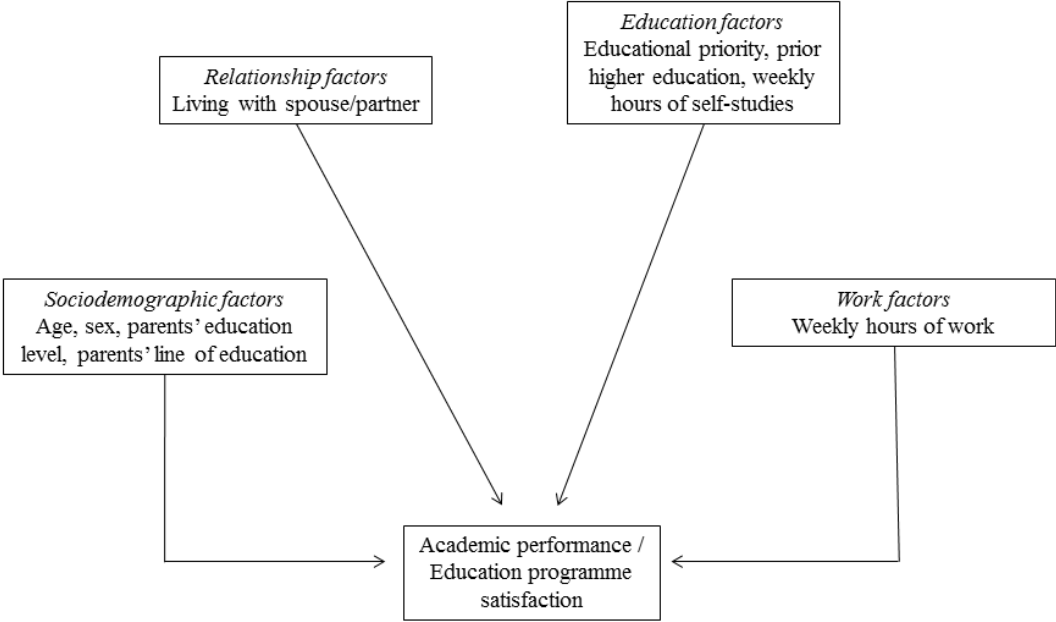 Education factors
Educational priority, prior
higher education, weekly
hours of self-studies
Relationship factors
Living with spouse/partner
Sociodemographic factors
Age, sex, parents’ education
level, parents’ line of education
Work factors
Weekly hours of work
Academic performance /
Education programme
satisfaction